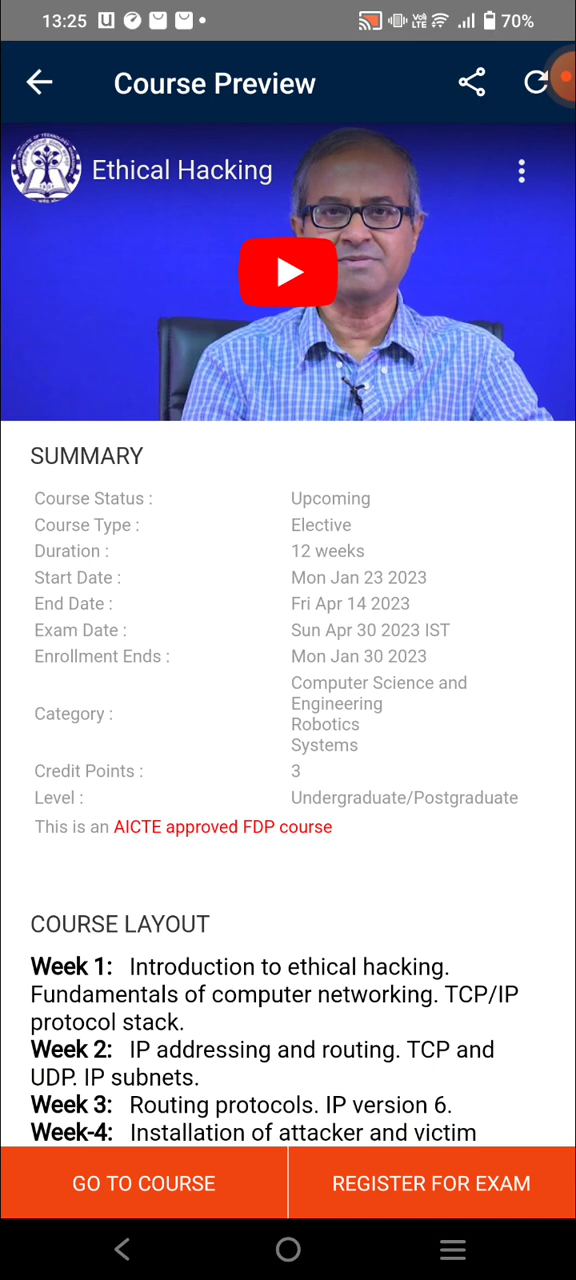 13:25
VoI) LTE
70%
Course Preview
Ethical Hacking
SUMMARY
Course Status : Upcoming
Course Type : Elective
Duration : 12 weeks
Start Date : Mon Jan 23 2023
End Date : Fri Apr 14 2023
Exam Date : Sun Apr 30 2023 IST
Enrollment Ends : Mon Jan 30 2023
Category : Computer Science and
Engineering
Robotics
Systems
Credit Points : 3
Level : Undergraduate/Postgraduate
This is an AICTE approved FDP course
COURSE LAYOUT
Week 1: Introduction to ethical hacking.
Fundamentals of computer networking. TCP/IP
protocol stack.
Week 2: IP addressing and routing. TCP and
UDP. IP subnets.
Week 3: Routing protocols. IP version 6.
Week-4: Installation of attacker and victim
GO TO COURSE
REGISTER FOR EXAM